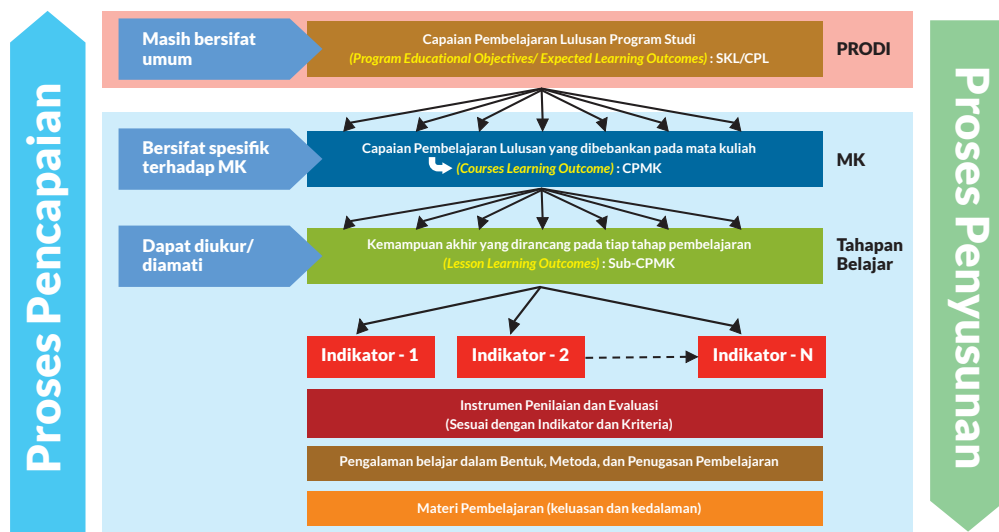 Proses Pencapaian
Masih bersifat
umum
Capaian Pembelajaran Lulusan Program Studi
(Program Educational Objectives/ Expected Learning Outcomes) : SKL/CPL
PRODI
Bersifat spesifik
terhadap MK
Capaian Pembelajaran Lulusan yang dibebankan pada mata kuliah
(Courses Learning Outcome) : CPMK
MK
Dapat diukur/
diamati
Kemampuan akhir yang dirancang pada tiap tahap pembelajaran
(Lesson Learning Outcomes) : Sub-CPMK
Tahapan
Belajar
Indikator - 1
Indikator - 2
Indikator - N
Instrumen Penilaian dan Evaluasi
(Sesuai dengan Indikator dan Kriteria)
Pengalaman belajar dalam Bentuk, Metoda, dan Penugasan Pembelajaran
Materi Pembelajaran (keluasan dan kedalaman)
Proses Penyusunan